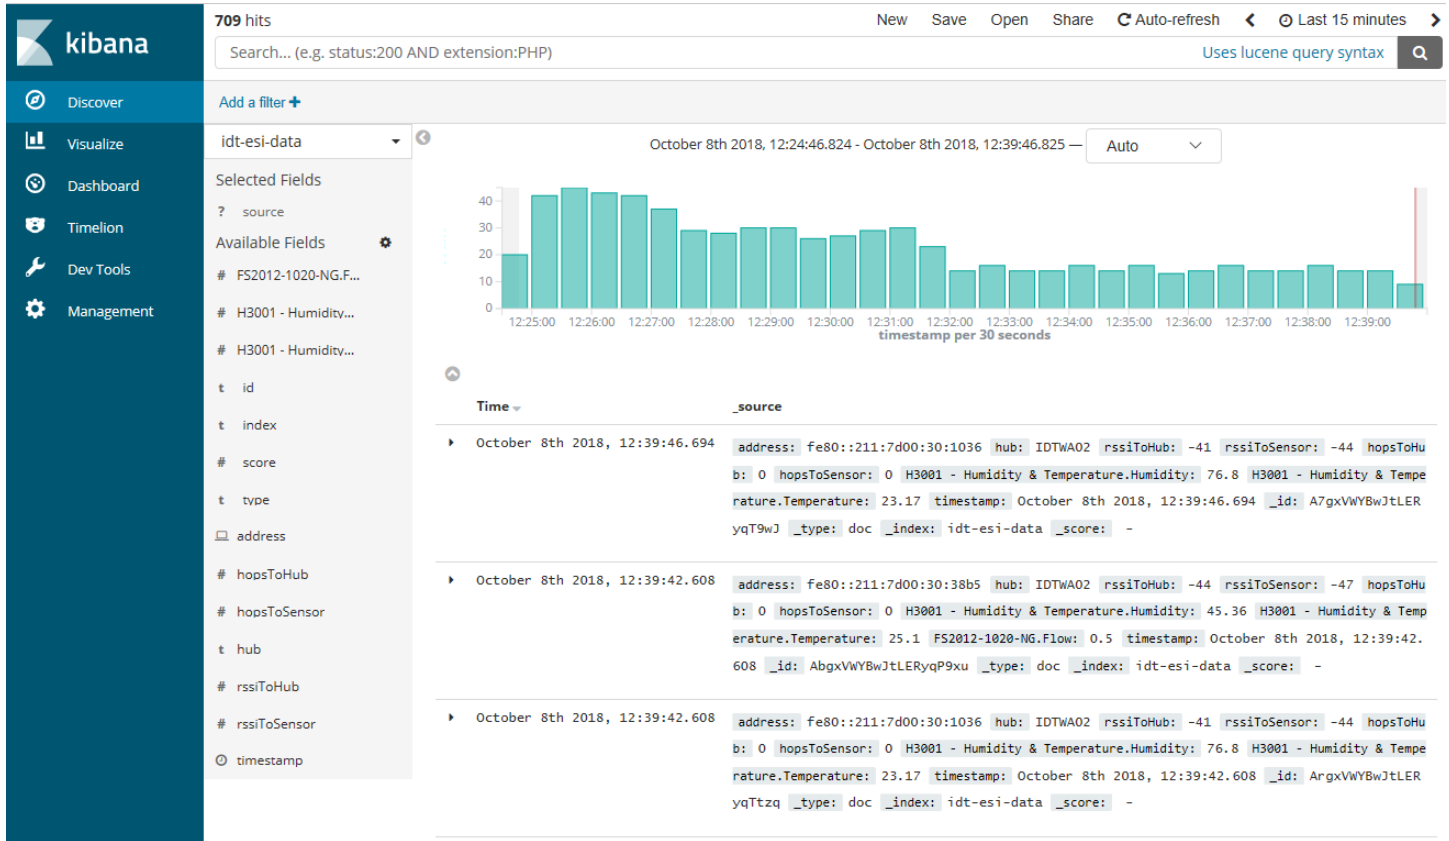 709 hits
New Save Open Share Auto-refresh Last 15 minutes
kibana
Search... (e.g. status:200 AND extension:PHP) Uses lucene query syntax
Discover
Visualize
Dashboard
Timelion
Dev Tools
Management
Add a filter +
idt-esi-data
Selected Fields
? source
Available Fields
# FS2012-1020-NG.F...
# H3001 - Humidity...
# H3001 - Humidity...
t id
t index
# score
t type
address
# hopsToHub
# hopsToSensor
t hub
# rssiToHub
# rssiToSensor
timestamp
October 8th 2018, 12:24:46.824 - October 8th 2018, 12:39:46.825 — Auto
40
30
20
10
0
12:25:00 12:26:00 12:27:00 12:28:00 12:29:00 12:30:00 12:31:00 12:32:00 12:33:00 12:34:00 12:35:00 12:36:00 12:37:00 12:38:00 12:39:00
timestamp per 30 seconds
Time _source
October 8th 2018, 12:39:46.694
address: fe80::211:7d00:30:1036 hub: IDTWA02 rssiToHub: -41 rssiToSensor: -44 hopsToHu
b: 0 hopsToSensor: 0 H3001 - Humidity & Temperature.Humidity: 76.8 H3001 - Humidity & Tempe
rature.Temperature: 23.17 timestamp: October 8th 2018, 12:39:46.694 _id: A7gxVWYBwJtLER
yqT9wJ _type: doc _index: idt-esi-data _score: -
October 8th 2018, 12:39:42.608
address: fe80::211:7d00:30:38b5 hub: IDTWA02 rssiToHub: -44 rssiToSensor: -47 hopsToHu
b: 0 hopsToSensor: 0 H3001 - Humidity & Temperature.Humidity: 45.36 H3001 - Humidity & Temp
erature.Temperature: 25.1 FS2012-1020-NG.Flow: 0.5 timestamp: October 8th 2018, 12:39:42.
608 _id: AbgxVWYBwJtLERyqP9xu _type: doc _index: idt-esi-data _score: -
October 8th 2018, 12:39:42.608
address: fe80::211:7d00:30:1036 hub: IDTWA02 rssiToHub: -41 rssiToSensor: -44 hopsToHu
b: 0 hopsToSensor: 0 H3001 - Humidity & Temperature.Humidity: 76.8 H3001 - Humidity & Tempe
rature.Temperature: 23.17 timestamp: October 8th 2018, 12:39:42.608 _id: ArgxVWYBwJtLER
yqTtzq _type: doc _index: idt-esi-data _score: -